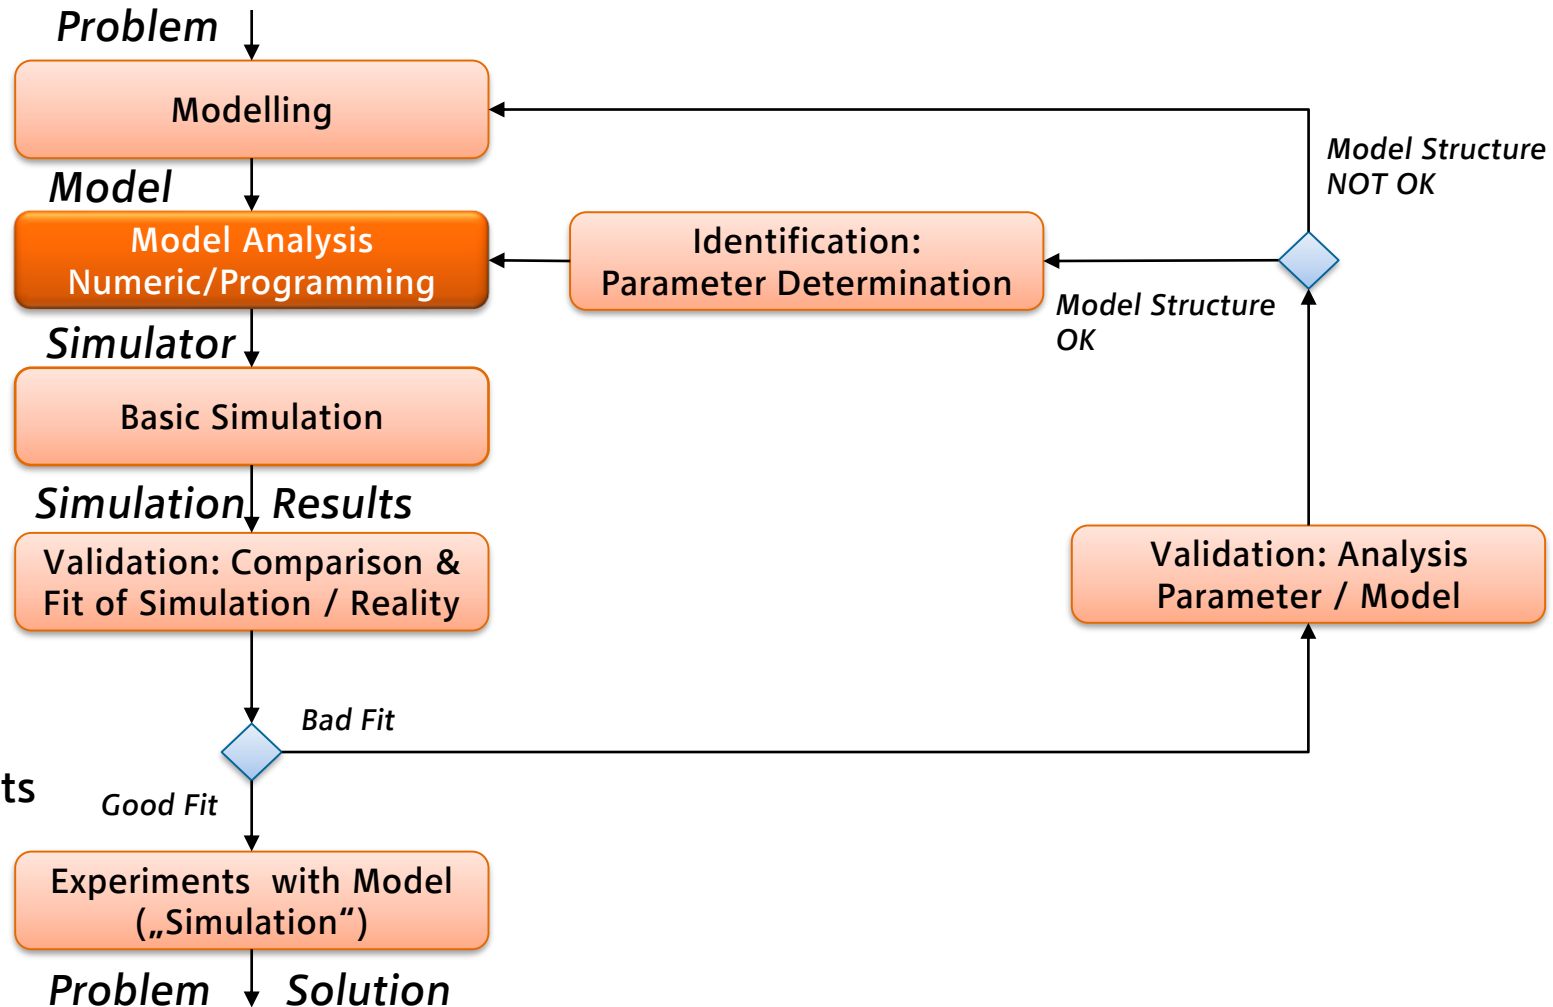 Problem
Modelling
Model Structure
NOT OK
Model
Model Analysis
Numeric/Programming
Identification:
Parameter Determination
Model Structure
OK
Simulator
Basic Simulation
Simulation Results
Validation: Comparison &
Fit of Simulation / Reality
Validation: Analysis
Parameter / Model
Bad Fit
ts
Good Fit
Experiments with Model
(„Simulation“)
Problem Solution